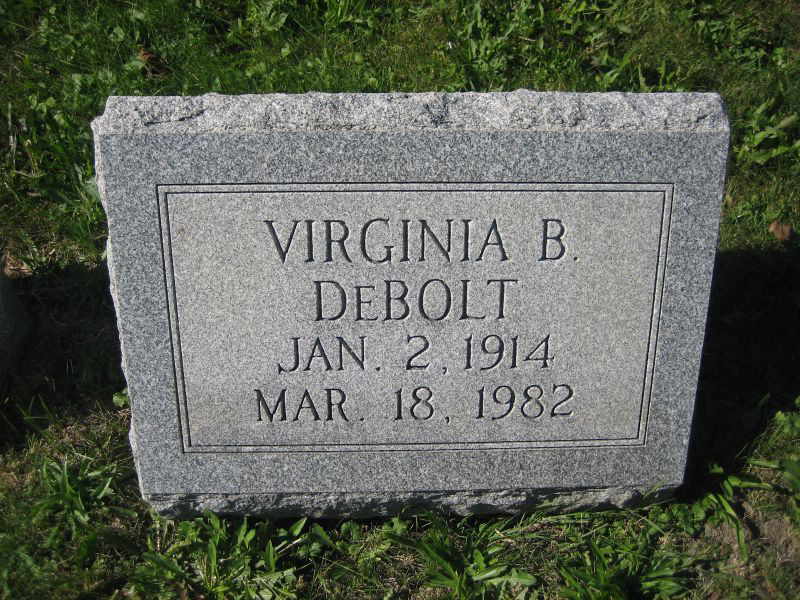 VIRGINIA B.
DEBOLT
JAN. 2, 1914
MAR. 18, 1982